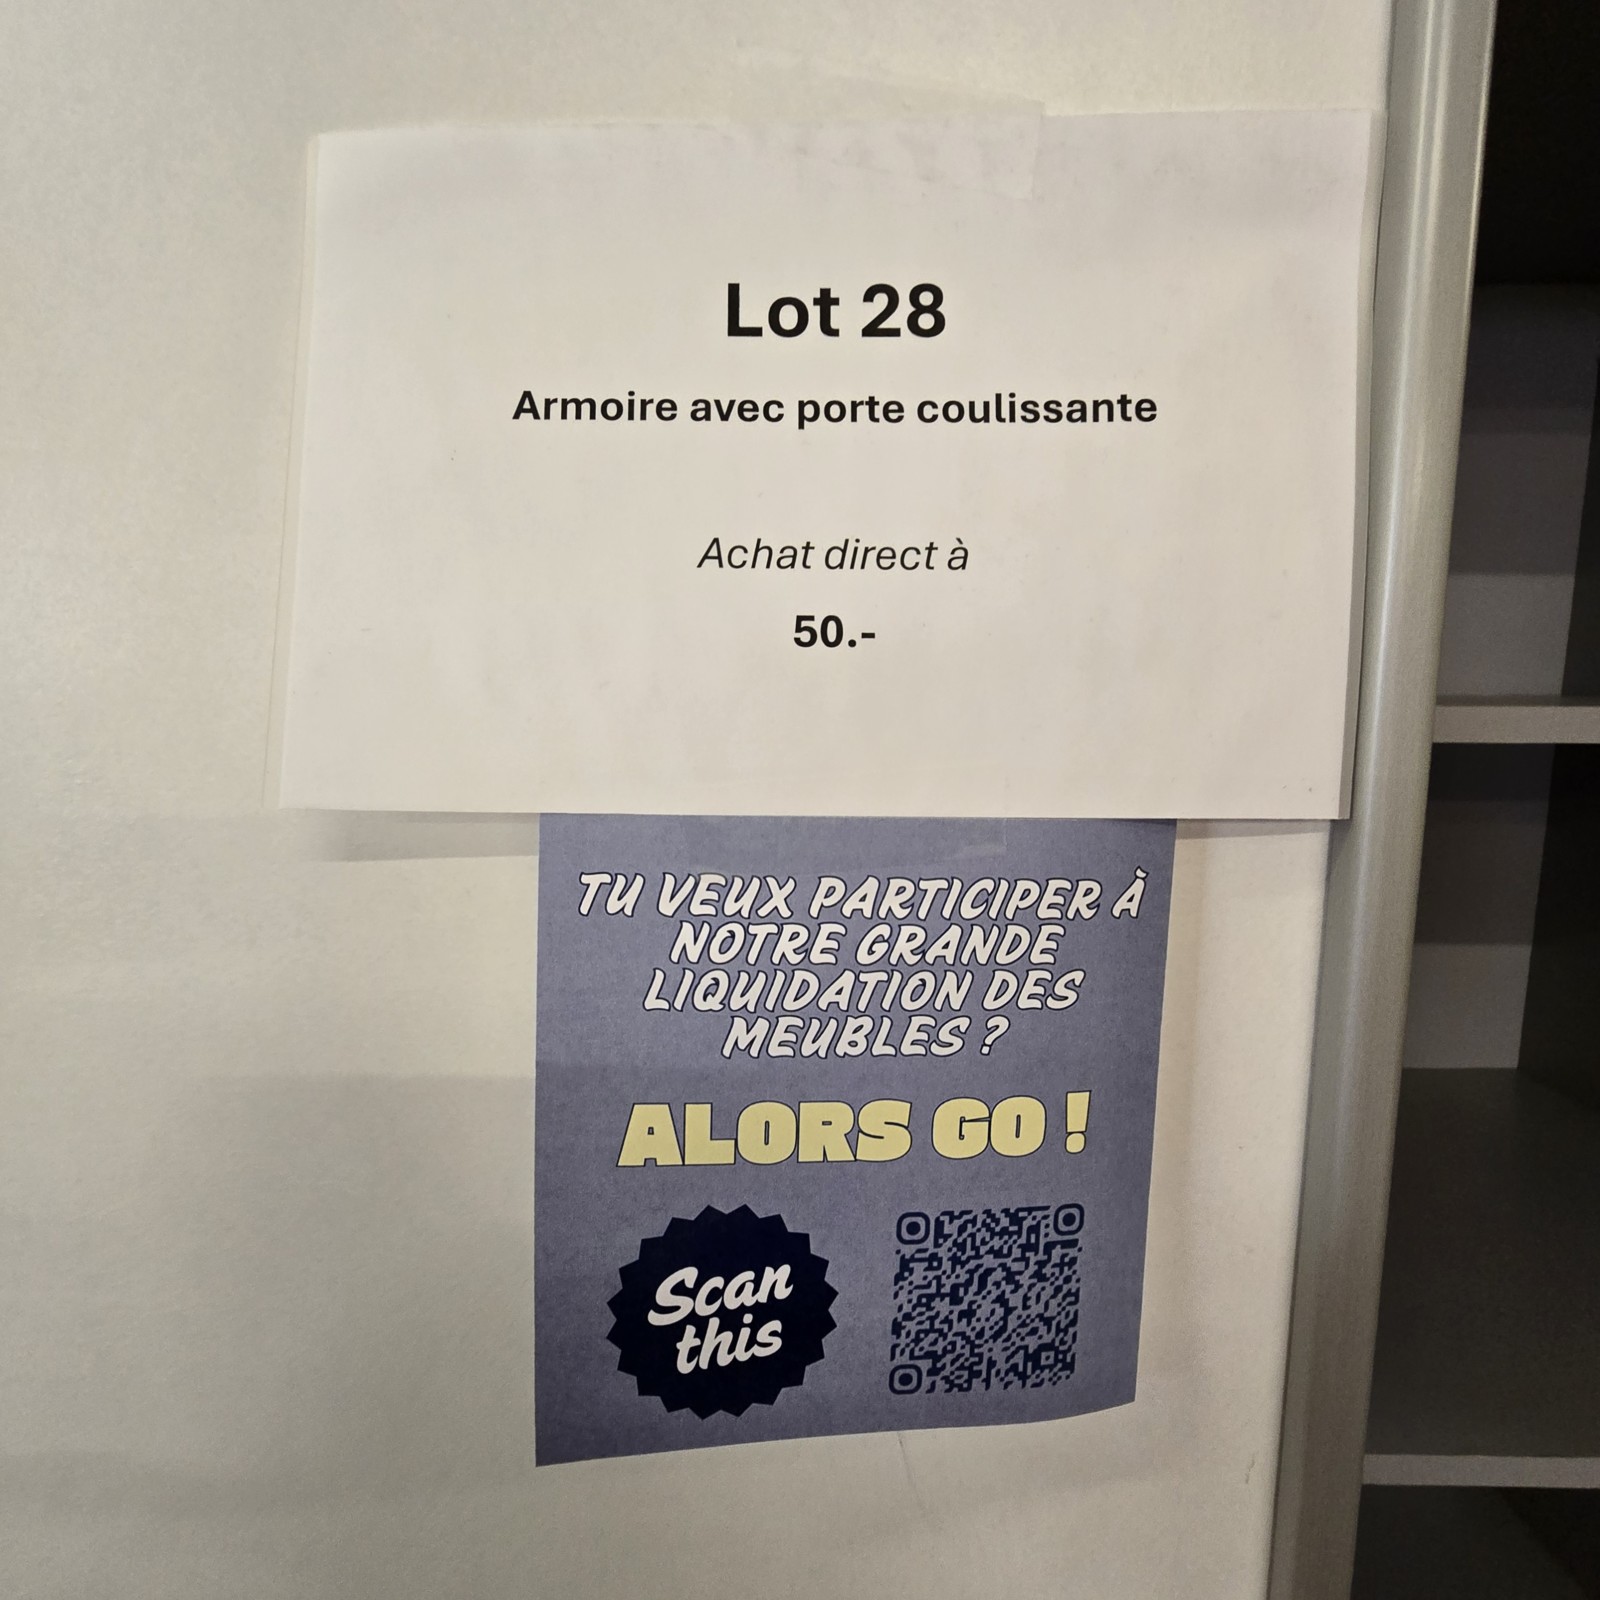 Lot 28
Armoire avec porte coulissante
Achat direct à
50.-
TU VEUX PARTICIPER À
NOTRE GRANDE
LIQUIDATION DES
MEUBLES ?
ALORS GO !
Scan
this